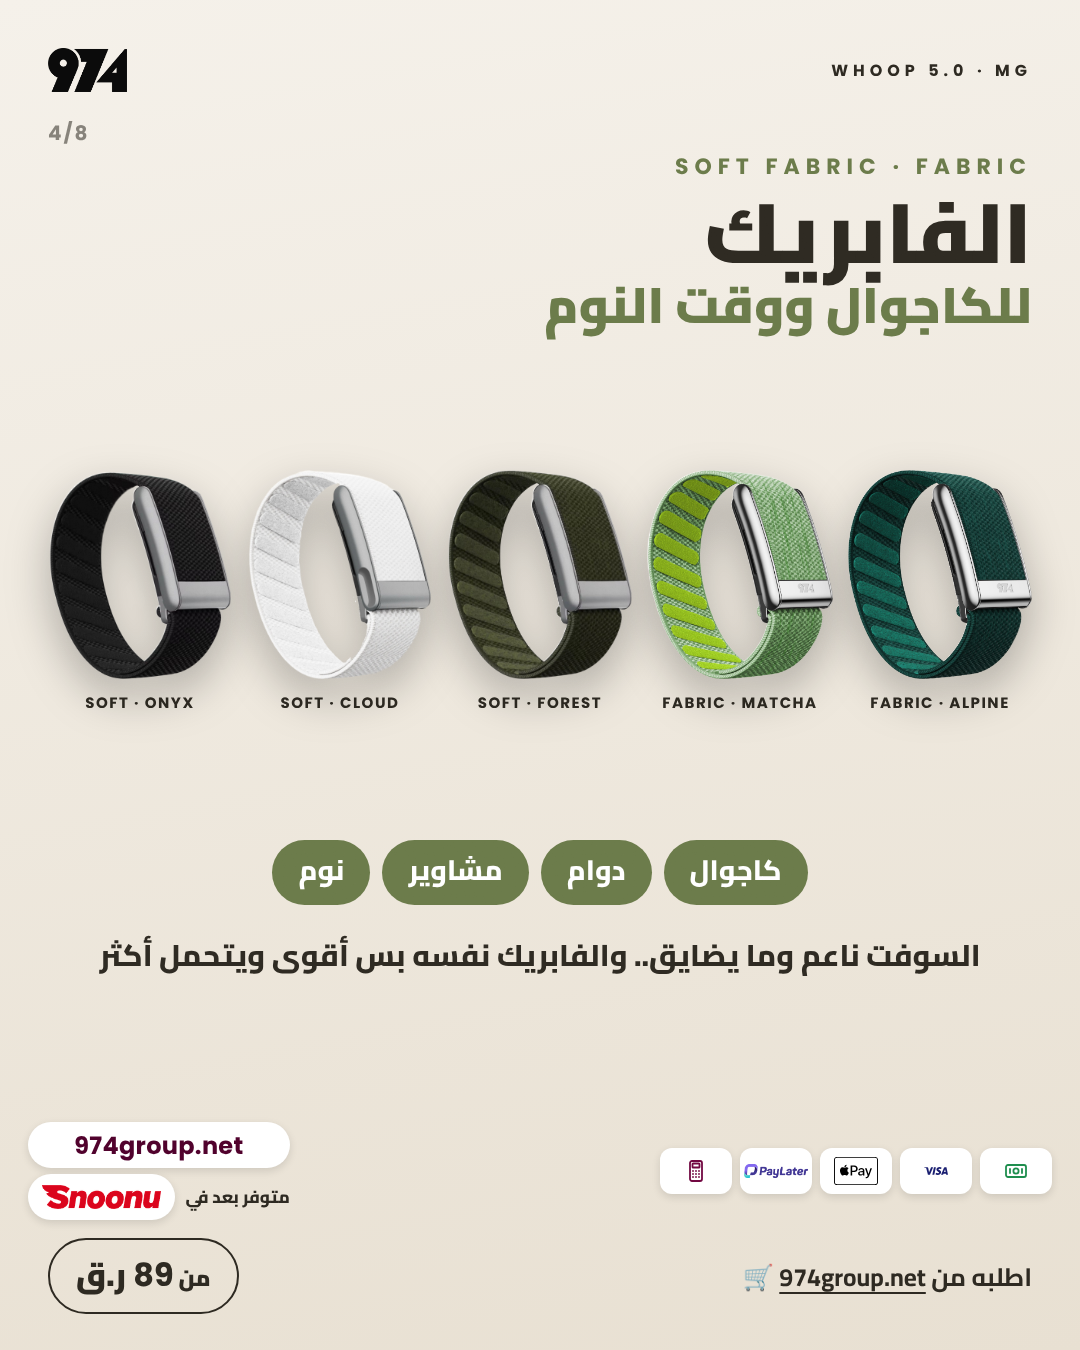 974
WHOOP 5.0 · MG
4/8
SOFT FABRIC · FABRIC
الفابريك
للكاجوال ووقت النوم
974
974
SOFT · ONYX
SOFT · CLOUD
SOFT · FOREST
FABRIC · MATCHA
FABRIC · ALPINE
كاجوال
دوام
مشاوير
نوم
السوفت ناعم وما يضايق.. والفابريك نفسه بس أقوى ويتحمل أكثر
974group.net
متوفر بعد في Snoonu
PayLater
Pay
VISA
من 89 ر.ق
اطلبه من 974group.net 🛒